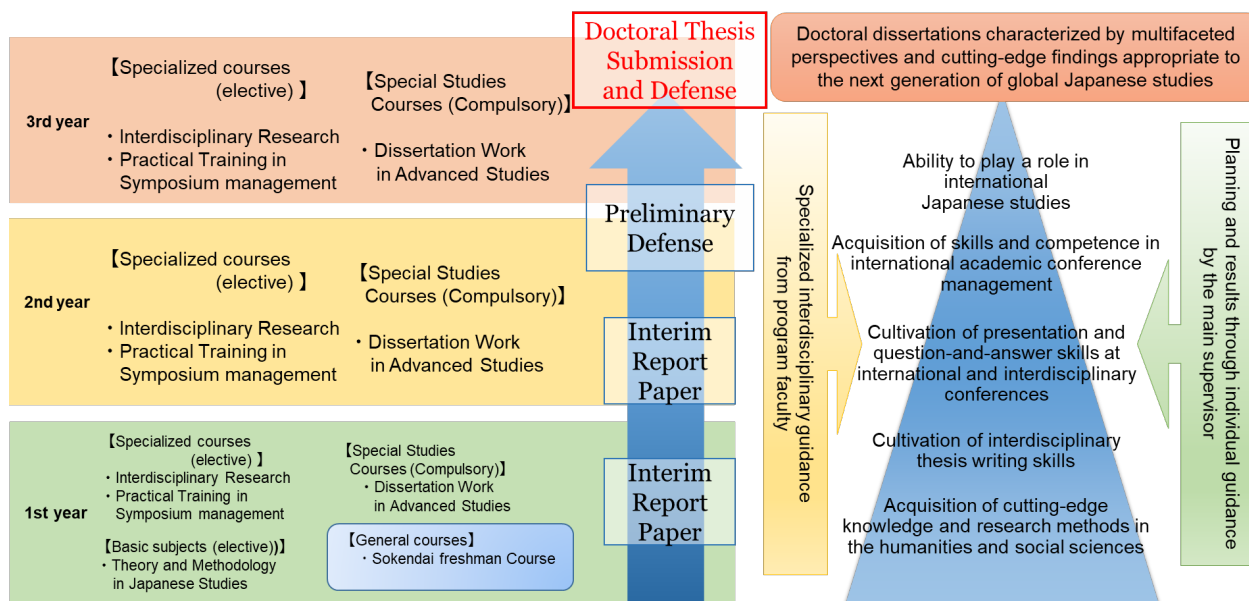 Doctoral Thesis
Submission
and Defense
3rd year
【Specialized courses
(elective) 】
・Interdisciplinary Research
・Practical Training in
Symposium management
【Special Studies
Courses (Compulsory)】
・Dissertation Work
in Advanced Studies
Preliminary
Defense
2nd year
【Specialized courses
(elective) 】
・Interdisciplinary Research
・Practical Training in
Symposium management
【Special Studies
Courses (Compulsory)】
・Dissertation Work
in Advanced Studies
Interim
Report
Paper
1st year
【Specialized courses
(elective) 】
・Interdisciplinary Research
・Practical Training in
Symposium management
【Basic subjects (elective))】
・Theory and Methodology
in Japanese Studies
【Special Studies
Courses (Compulsory)】
・Dissertation Work
in Advanced Studies
【General courses】
・Sokendai freshman Course
Interim
Report
Paper
Doctoral dissertations characterized by multifaceted
perspectives and cutting-edge findings appropriate to
the next generation of global Japanese studies
Specialized interdisciplinary guidance
from program faculty
Ability to play a role in
international
Japanese studies
Acquisition of skills and competence in
international academic conference
management
Cultivation of presentation and
question-and-answer skills at
international and interdisciplinary
conferences
Cultivation of interdisciplinary
thesis writing skills
Acquisition of cutting-edge
knowledge and research methods in
the humanities and social sciences
Planning and results through individual guidance
by the main supervisor